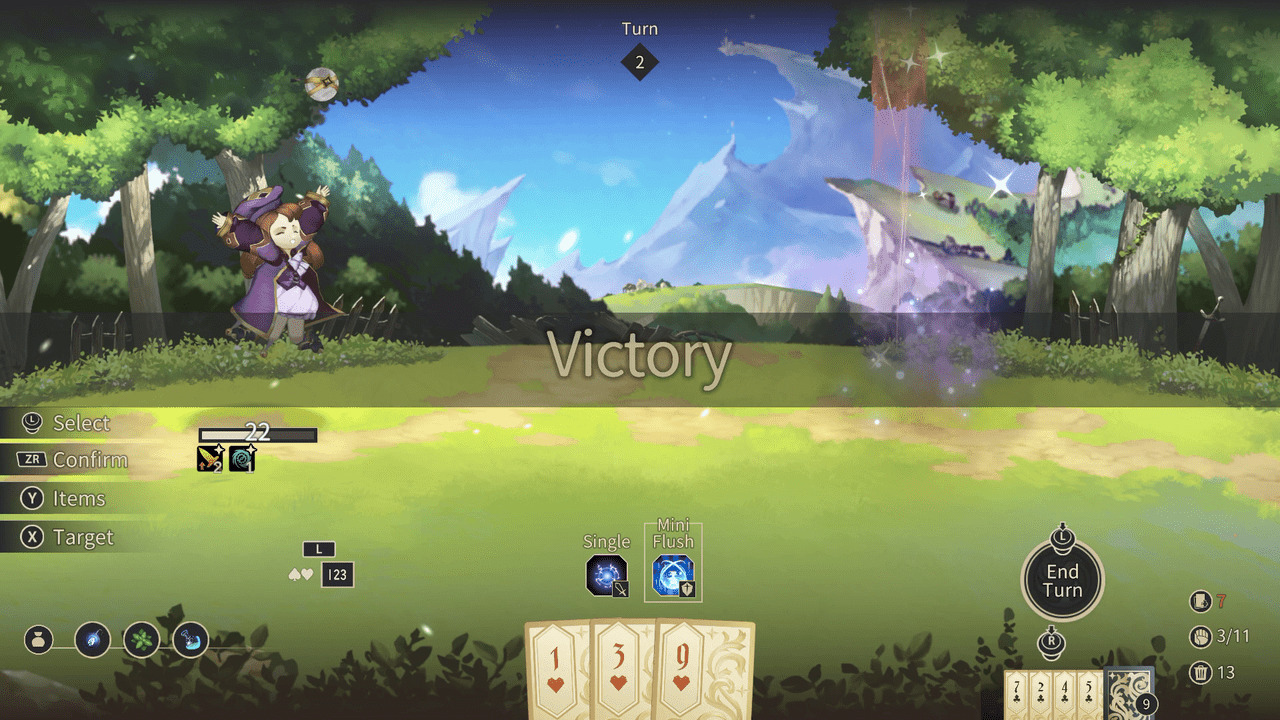 Turn
2
Victory
L Select
ZR Confirm
Y Items
X Target
22
2
1
L
123
Single
Mini
Flush
1
3
9
L
End
Turn
R
7
3/11
13
7
2
4
5
9